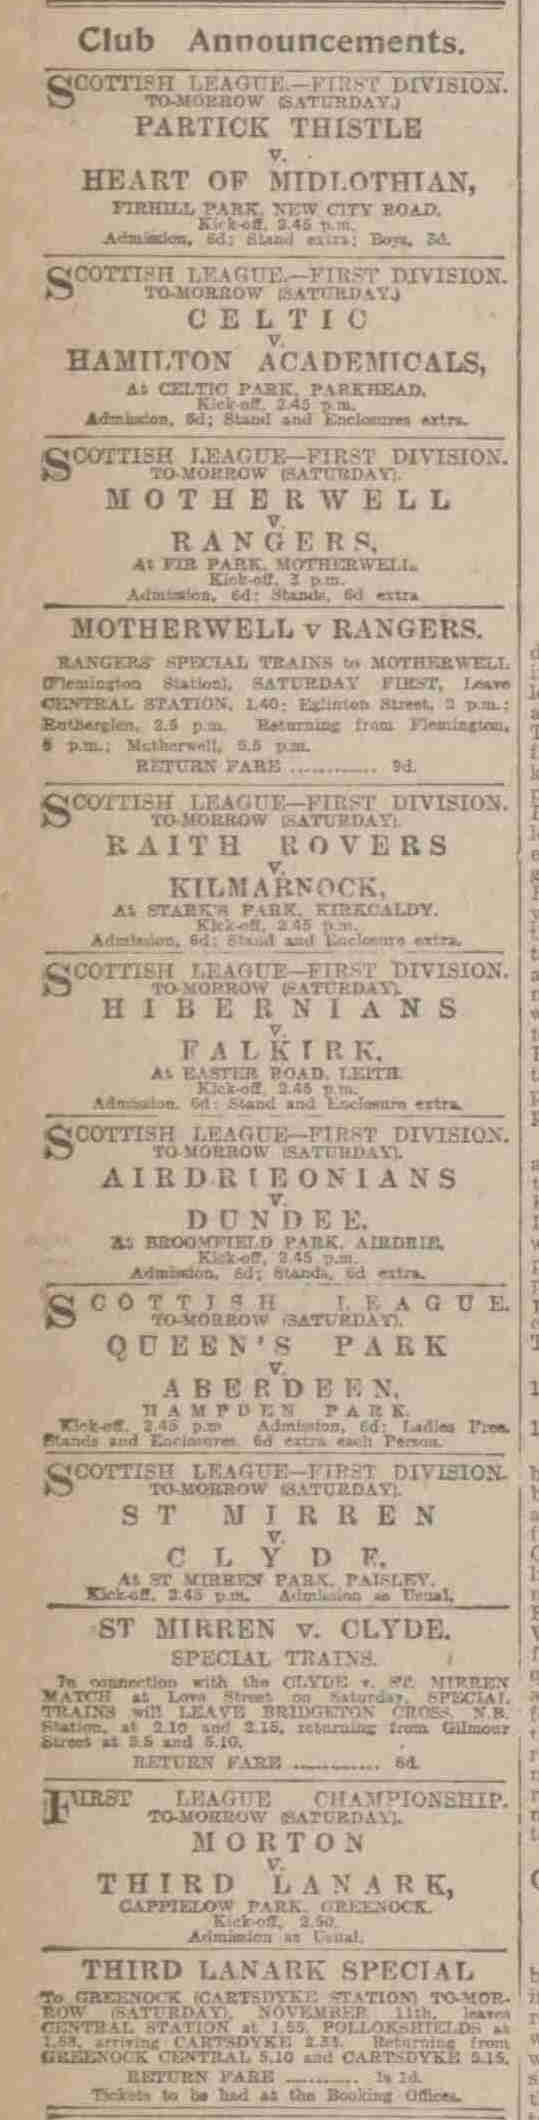 Club Announcements.
SCOTTISH LEAGUE.—FIRST DIVISION.
TO-MORROW (SATURDAY.)
PARTICK THISTLE
v.
HEART OF MIDLOTHIAN,
FIRHILL PARK, NEW CITY ROAD.
Kick-off, 2.45 p.m.
Admission, 6d; Stand extra; Boys, 3d.
SCOTTISH LEAGUE.—FIRST DIVISION.
TO-MORROW (SATURDAY.)
CELTIC
v.
HAMILTON ACADEMICALS,
At CELTIC PARK, PARKHEAD.
Kick-off, 2.45 p.m.
Admission, 6d; Stand and Enclosures extra.
SCOTTISH LEAGUE—FIRST DIVISION.
TO-MORROW (SATURDAY).
MOTHERWELL
v.
RANGERS,
At FIR PARK, MOTHERWELL.
Kick-off, 3 p.m.
Admission, 6d; Stands, 6d extra
MOTHERWELL v RANGERS.
RANGERS' SPECIAL TRAINS to MOTHERWELL
(Flemington Station), SATURDAY FIRST, Leave
CENTRAL STATION, 1.40; Eglinton Street, 2 p.m.;
Rutherglen, 2.5 p.m. Returning from Flemington,
5 p.m.; Motherwell, 5.5 p.m.
RETURN FARE ............ 9d.
SCOTTISH LEAGUE—FIRST DIVISION.
TO-MORROW (SATURDAY).
RAITH ROVERS
v.
KILMARNOCK,
At STARK'S PARK, KIRKCALDY.
Kick-off, 2.45 p.m.
Admission, 6d; Stand and Enclosure extra.
SCOTTISH LEAGUE—FIRST DIVISION.
TO-MORROW (SATURDAY).
HIBERNIANS
v.
FALKIRK,
At EASTER ROAD, LEITH.
Kick-off, 2.45 p.m.
Admission, 6d; Stand and Enclosure extra.
SCOTTISH LEAGUE—FIRST DIVISION.
TO-MORROW (SATURDAY).
AIRDRIEONIANS
v.
DUNDEE,
At BROOMFIELD PARK, AIRDRIE.
Kick-off, 2.45 p.m.
Admission, 6d; Stands, 6d extra.
SCOTTISH LEAGUE.
TO-MORROW (SATURDAY).
QUEEN'S PARK
v.
ABERDEEN,
HAMPDEN PARK.
Kick-off, 2.45 p.m Admission, 6d; Ladies Free.
Stands and Enclosures, 6d extra each Person.
SCOTTISH LEAGUE—FIRST DIVISION.
TO-MORROW (SATURDAY).
ST MIRREN
v.
CLYDE,
At ST MIRREN PARK, PAISLEY.
Kick-off, 2.45 p.m. Admission as Usual.
ST MIRREN v. CLYDE.
SPECIAL TRAINS.
In connection with the CLYDE v. ST. MIRREN
MATCH at Love Street on Saturday, SPECIAL
TRAINS will LEAVE BRIDGETON CROSS, N.B.
Station, at 2.10 and 2.15, returning from Gilmour
Street at 5.5 and 5.10.
RETURN FARE ............ 6d.
FIRST LEAGUE CHAMPIONSHIP.
TO-MORROW (SATURDAY).
MORTON
v.
THIRD LANARK,
CAPPIELOW PARK, GREENOCK.
Kick-off, 2.50.
Admission as Usual.
THIRD LANARK SPECIAL
To GREENOCK (CARTSDYKE STATION) TO-MOR-
ROW (SATURDAY), NOVEMBER 11th, leaves
CENTRAL STATION at 1.55, POLLOKSHIELDS at
1.58, arriving CARTSDYKE 2.33. Returning from
GREENOCK CENTRAL 5.10 and CARTSDYKE 5.15.
RETURN FARE ............ 1s 1d.
Tickets to be had at the Booking Offices.